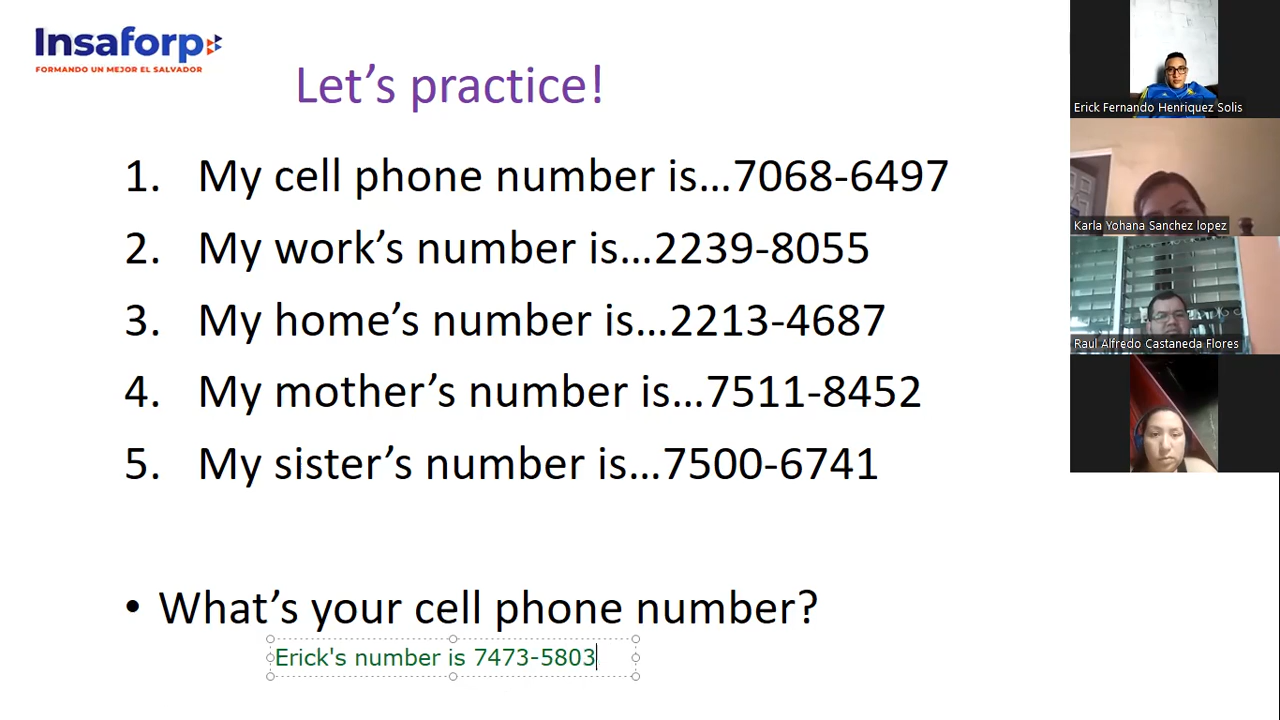 Insaforp
FORMANDO UN MEJOR EL SALVADOR
Let’s practice!
1. My cell phone number is…7068-6497
2. My work’s number is…2239-8055
3. My home’s number is…2213-4687
4. My mother’s number is…7511-8452
5. My sister’s number is…7500-6741
• What’s your cell phone number?
Erick's number is 7473-5803
Erick Fernando Henriquez Solis
Karla Yohana Sanchez lopez
Raul Alfredo Castaneda Flores